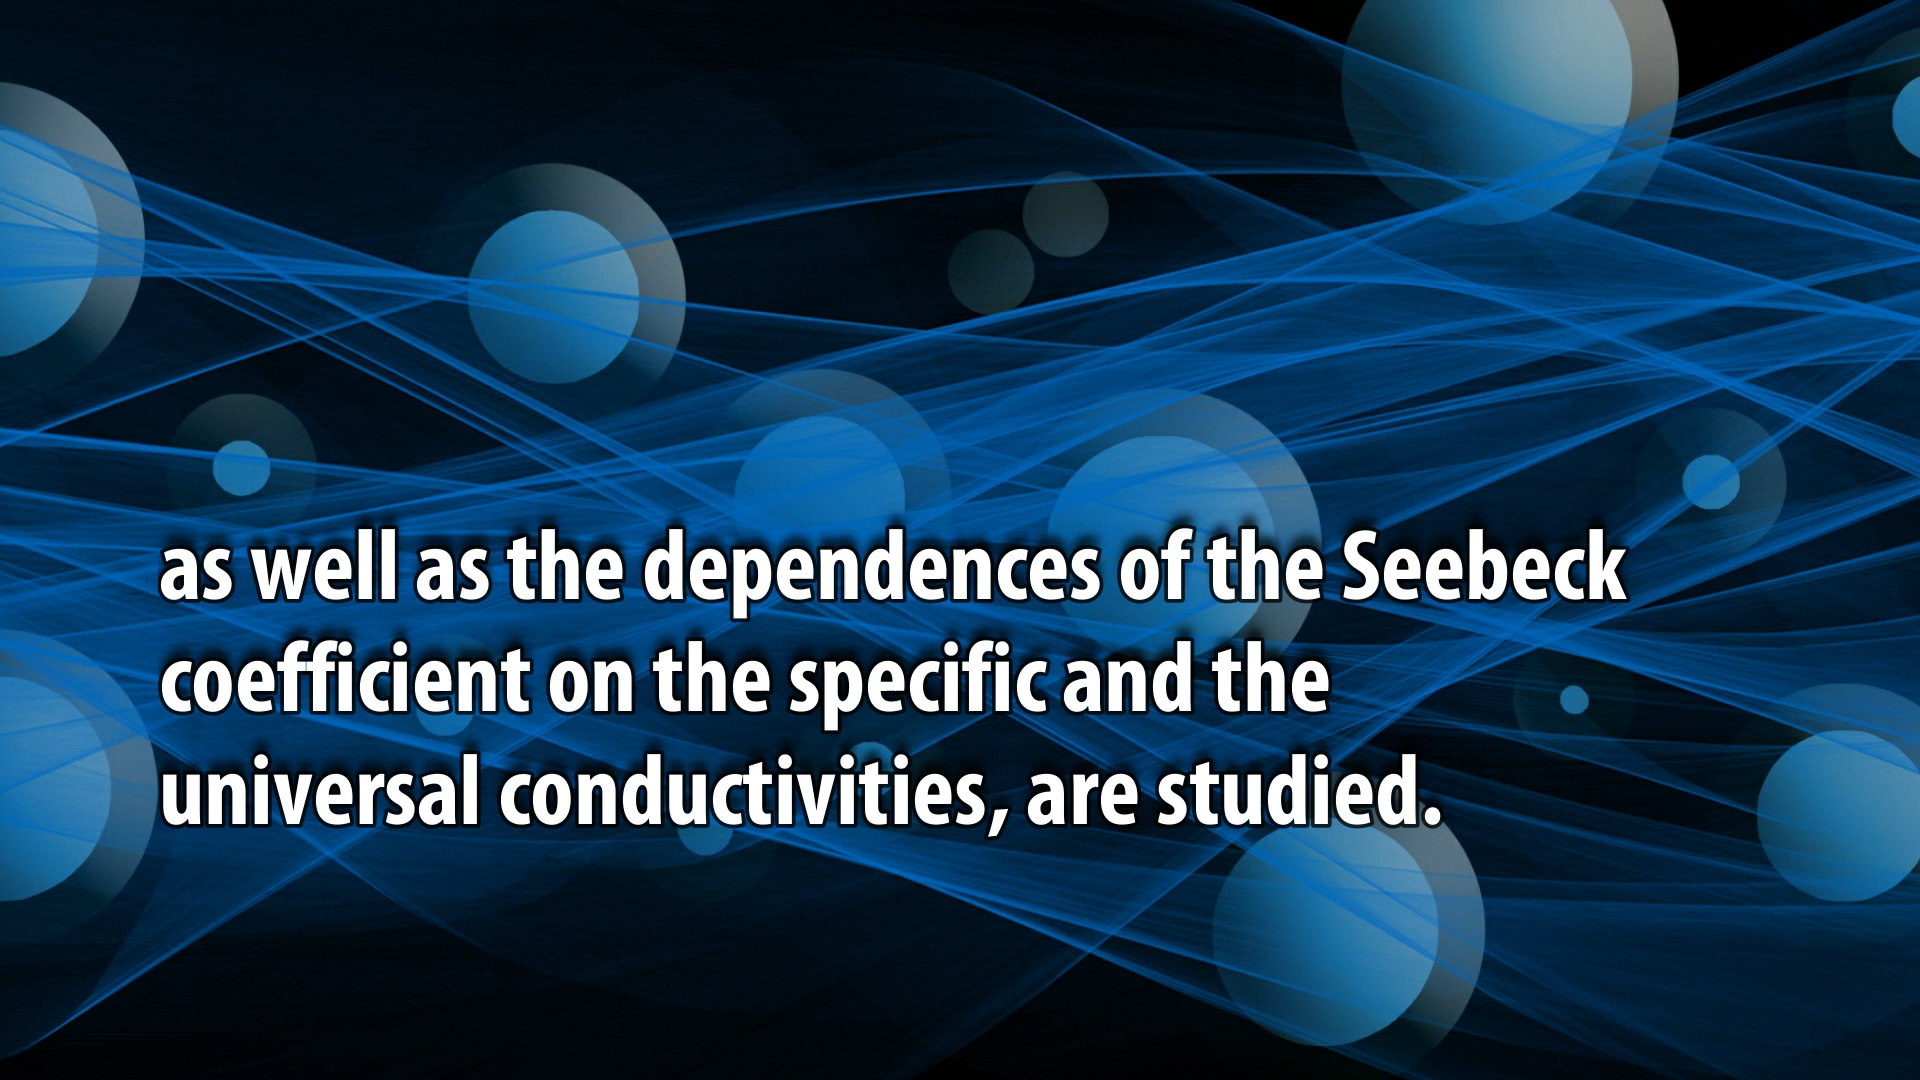 as well as the dependences of the Seebeck
coefficient on the specific and the
universal conductivities, are studied.